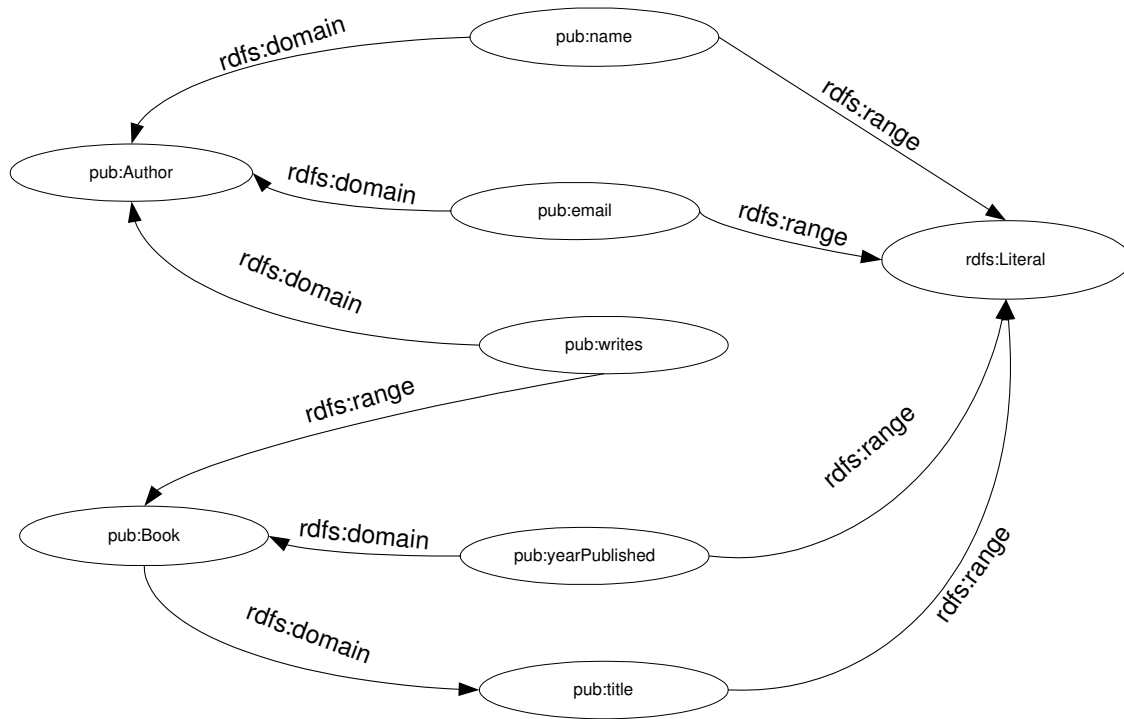 rdfs:domain
pub:name
rdfs:range
pub:Author
rdfs:domain
pub:email
rdfs:range
rdfs:Literal
rdfs:domain
pub:writes
rdfs:range
rdfs:range
pub:Book
rdfs:domain
pub:yearPublished
rdfs:range
rdfs:domain
pub:title